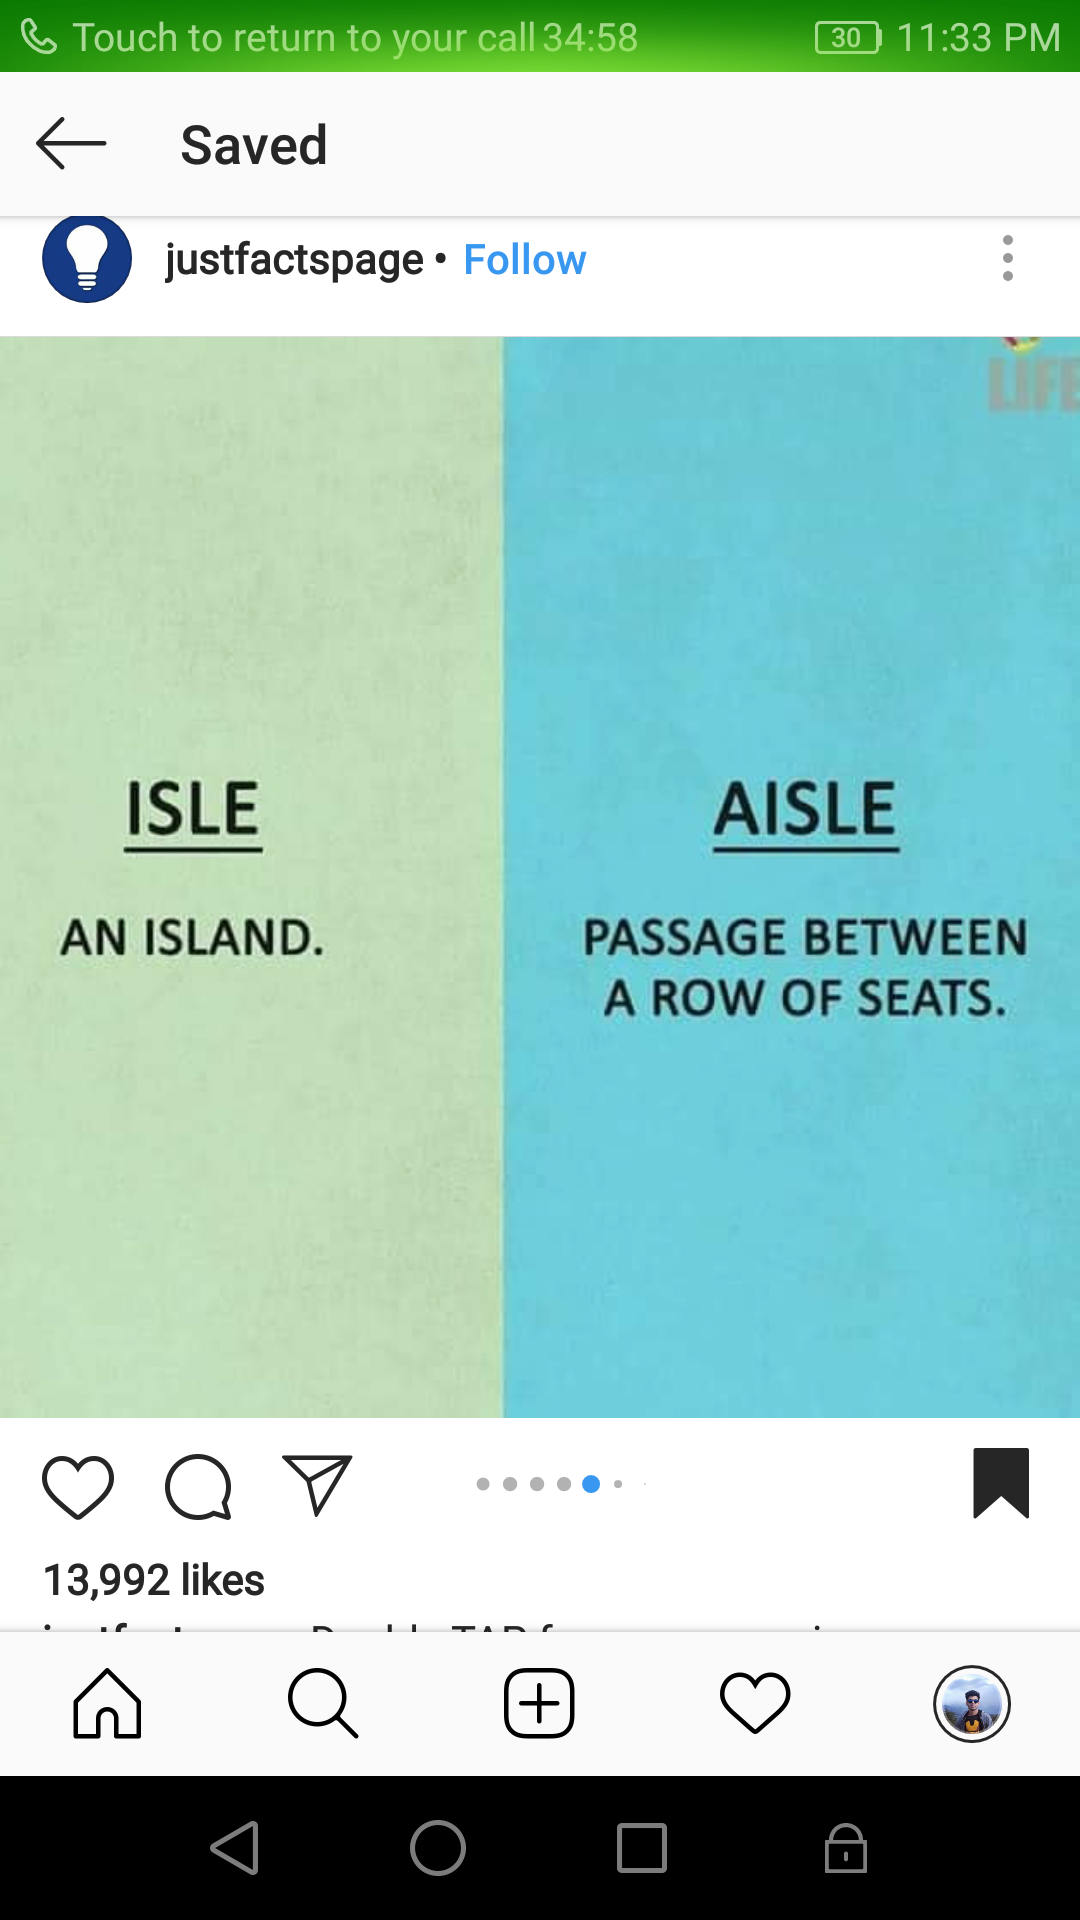 Touch to return to your call 34:58 30 11:33 PM
Saved
justfactspage • Follow
LIFE
ISLE
AISLE
AN ISLAND.
PASSAGE BETWEEN
A ROW OF SEATS.
13,992 likes